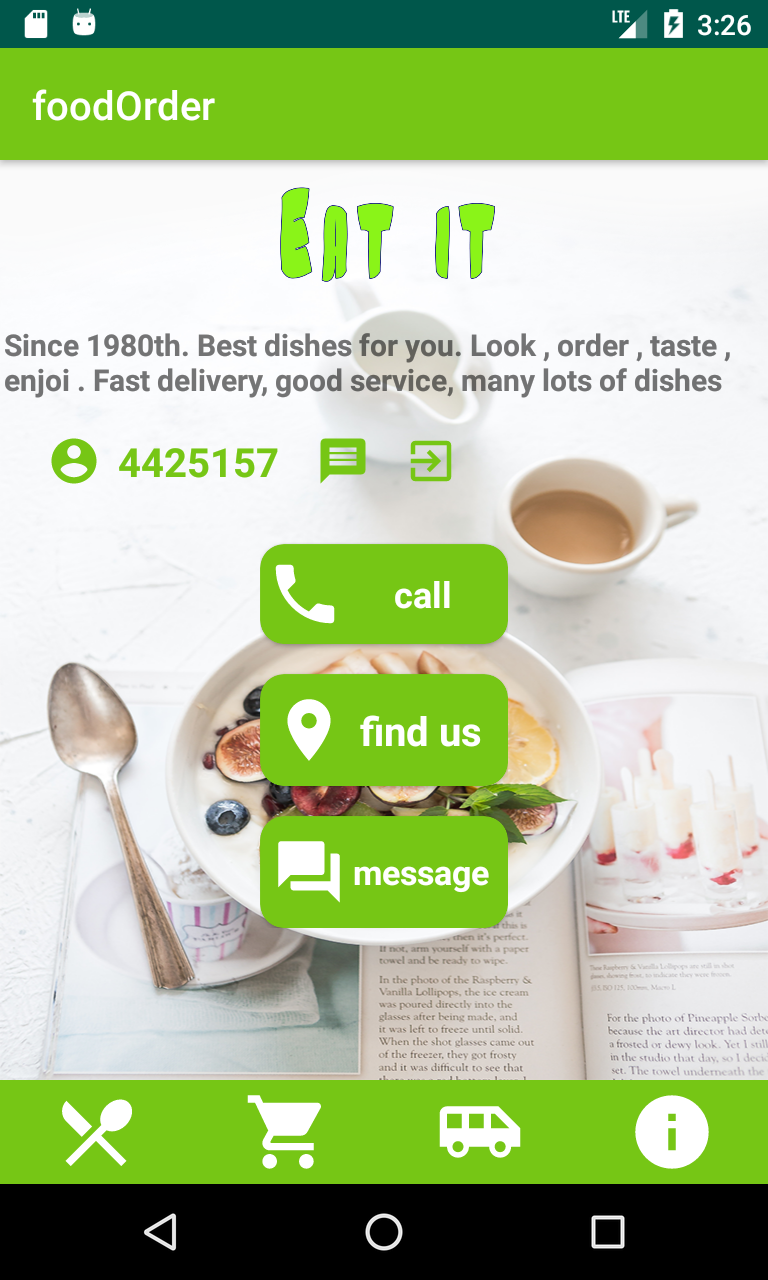 LTE 3:26
foodOrder
Eat it
Since 1980th. Best dishes for you. Look , order , taste ,
enjoi . Fast delivery, good service, many lots of dishes
4425157
call
find us
message
then it's perfect.
If not, arm yourself with a paper
towel and be ready to wipe.
In the photo of the Raspberry &
Vanilla Lollipops, the ice cream
was poured directly into the
glasses after being made, and
it was left to freeze until solid.
When the shot glasses came out
of the freezer, they got frosty
and it was difficult to see that
For the photo of Pineapple Sorbe
because the art director had dete
a frosted or dewy look. Yet I still
in the studio that day, so I decid
set. The towel underneath the